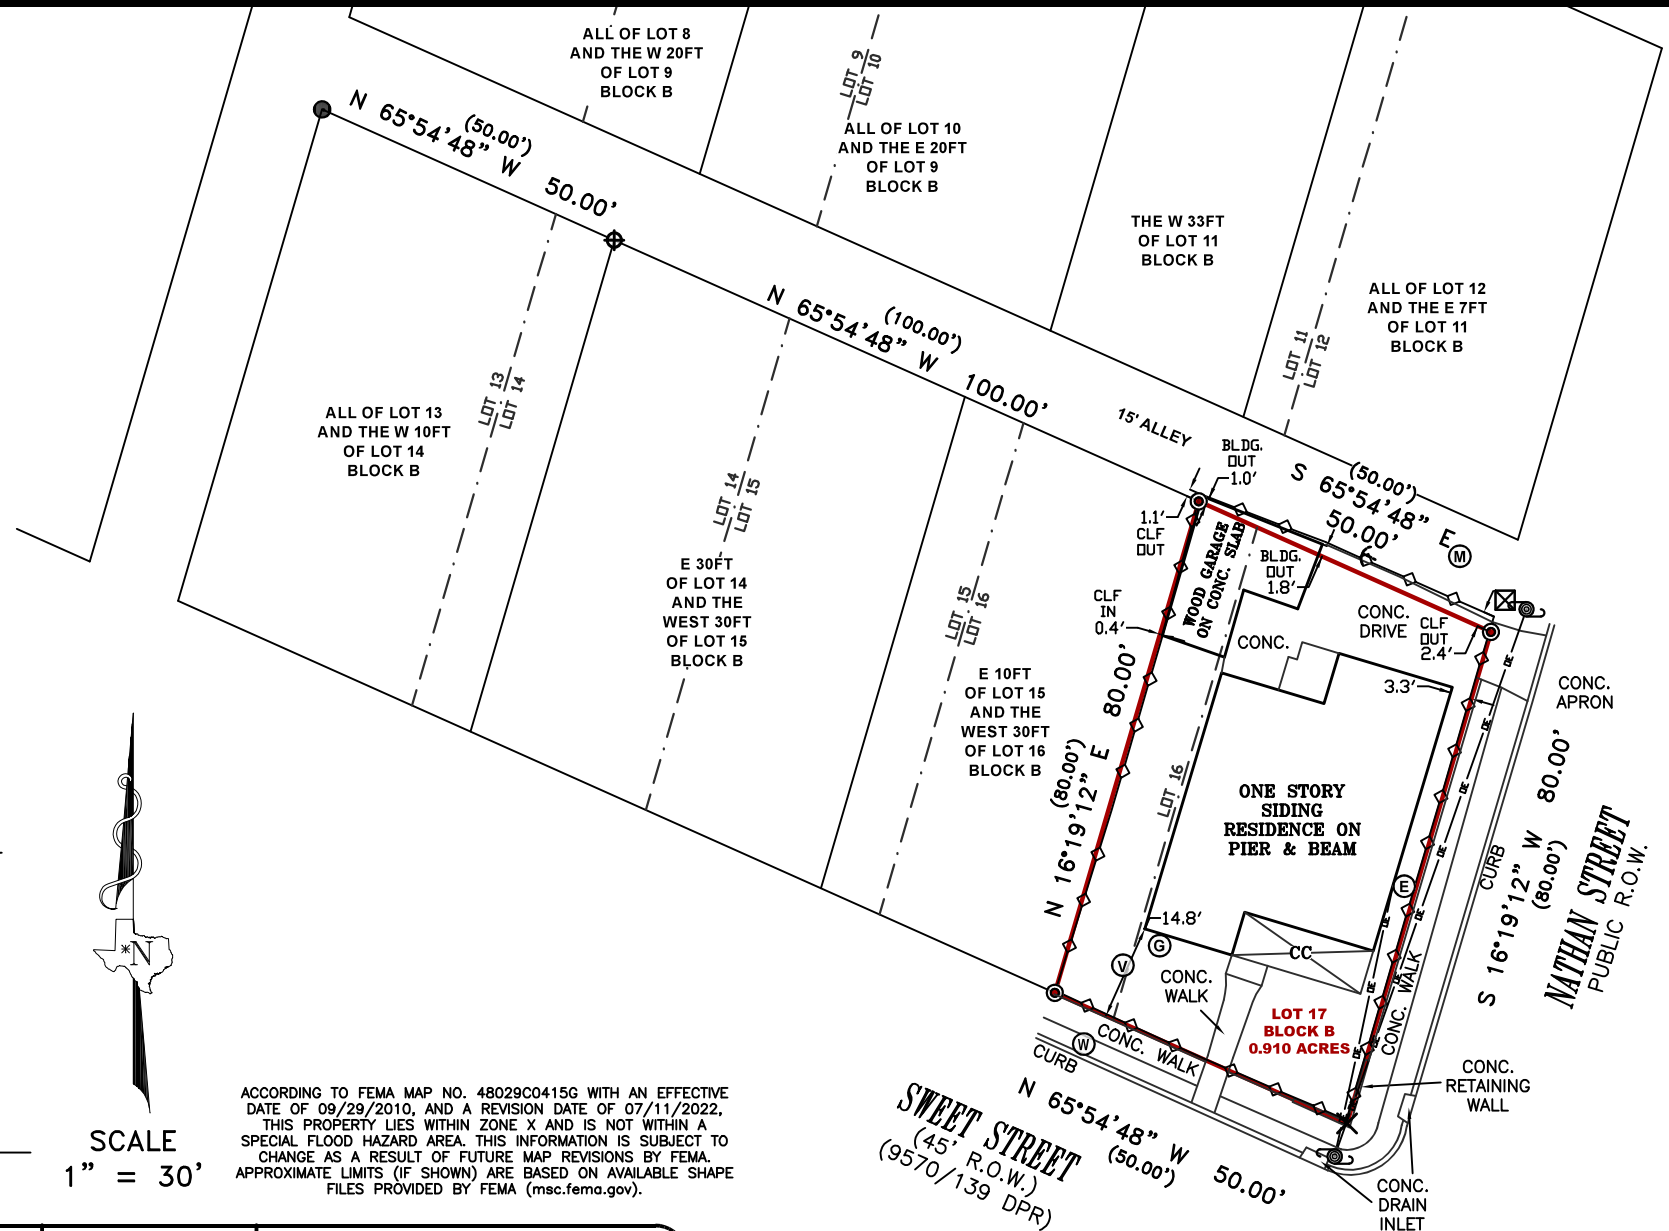 ALL OF LOT 8
AND THE W 20FT
OF LOT 9
BLOCK B
LOT 9
LOT 10
ALL OF LOT 10
AND THE E 20FT
OF LOT 9
BLOCK B
THE W 33FT
OF LOT 11
BLOCK B
LOT 11
LOT 12
ALL OF LOT 12
AND THE E 7FT
OF LOT 11
BLOCK B
(50.00')
N 65°54'48" W 50.00'
(100.00')
N 65°54'48" W 100.00'
15' ALLEY
(50.00')
S 65°54'48" E
50.00'
M
ALL OF LOT 13
AND THE W 10FT
OF LOT 14
BLOCK B
LOT 13
LOT 14
E 30FT
OF LOT 14
AND THE
WEST 30FT
OF LOT 15
BLOCK B
LOT 14
LOT 15
E 10FT
OF LOT 15
AND THE
WEST 30FT
OF LOT 16
BLOCK B
LOT 15
LOT 16
BLDG.
OUT
1.0'
1.1'
CLF
OUT
WOOD GARAGE
ON CONC. SLAB
BLDG.
OUT
1.8'
CLF
IN
0.4'
CONC.
CONC.
DRIVE
CLF
OUT
2.4'
3.3'
CONC.
APRON
N 16°19'12" E 80.00'
(80.00')
LOT 16
ONE STORY
SIDING
RESIDENCE ON
PIER & BEAM
14.8'
G
V
E
CC
CONC.
WALK
LOT 17
BLOCK B
0.910 ACRES
DE
DE
DE
DE
DE
DE
DE
DE
DE
DE
DE
CONC. WALK
CURB
S 16°19'12" W 80.00'
(80.00')
NATHAN STREET
PUBLIC R.O.W.
CONC. WALK
W
CURB
CONC.
RETAINING
WALL
CONC.
DRAIN
INLET
N 65°54'48" W 50.00'
(50.00')
SWEET STREET
(45' R.O.W.)
(9570/139 DPR)
*N
SCALE
1" = 30'
ACCORDING TO FEMA MAP NO. 48029C0415G WITH AN EFFECTIVE
DATE OF 09/29/2010, AND A REVISION DATE OF 07/11/2022,
THIS PROPERTY LIES WITHIN ZONE X AND IS NOT WITHIN A
SPECIAL FLOOD HAZARD AREA. THIS INFORMATION IS SUBJECT TO
CHANGE AS A RESULT OF FUTURE MAP REVISIONS BY FEMA.
APPROXIMATE LIMITS (IF SHOWN) ARE BASED ON AVAILABLE SHAPE
FILES PROVIDED BY FEMA (msc.fema.gov).